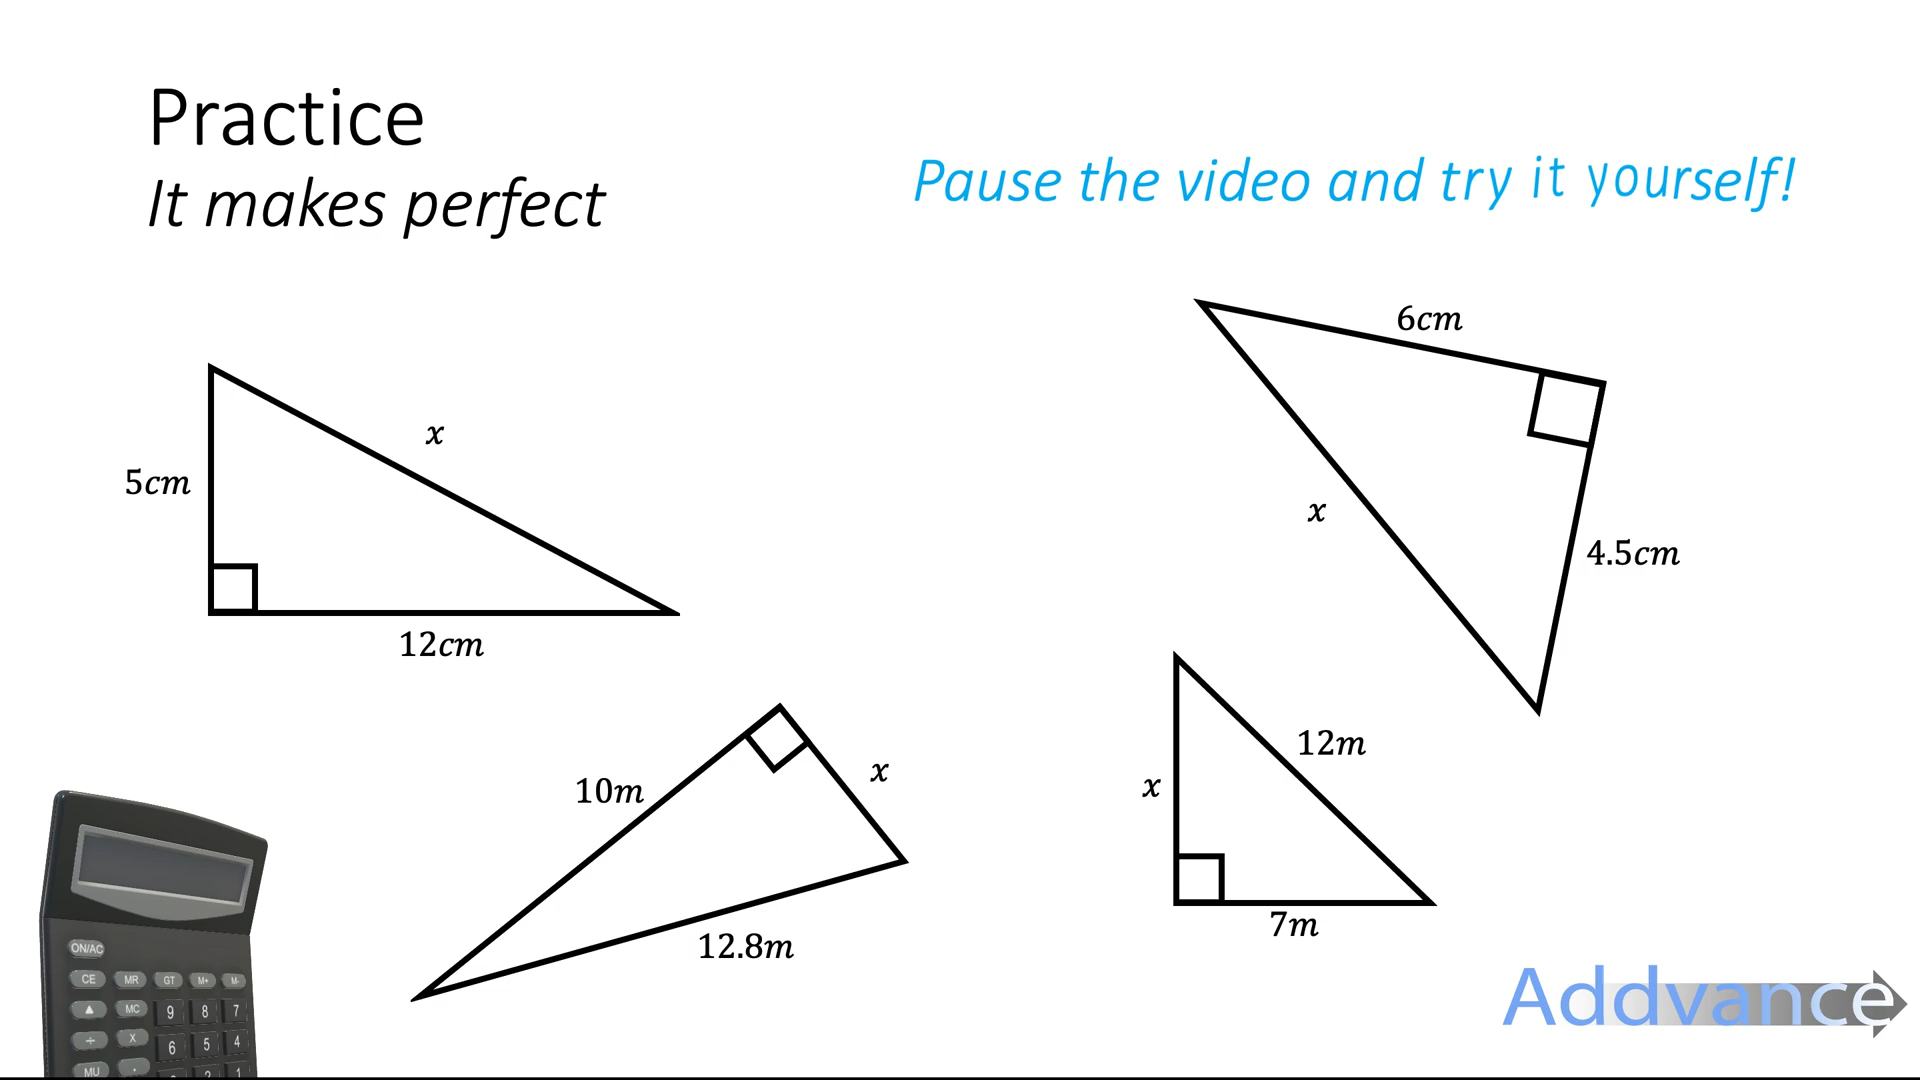 Practice
It makes perfect
Pause the video and try it yourself!
6cm
x
5cm
x
4.5cm
12cm
12m
10m
x
x
12.8m
7m
Addvance
ON/AC
CE MR GT M+ M-
▲ MC 9 8 7
÷ X 6 5 4
MU .